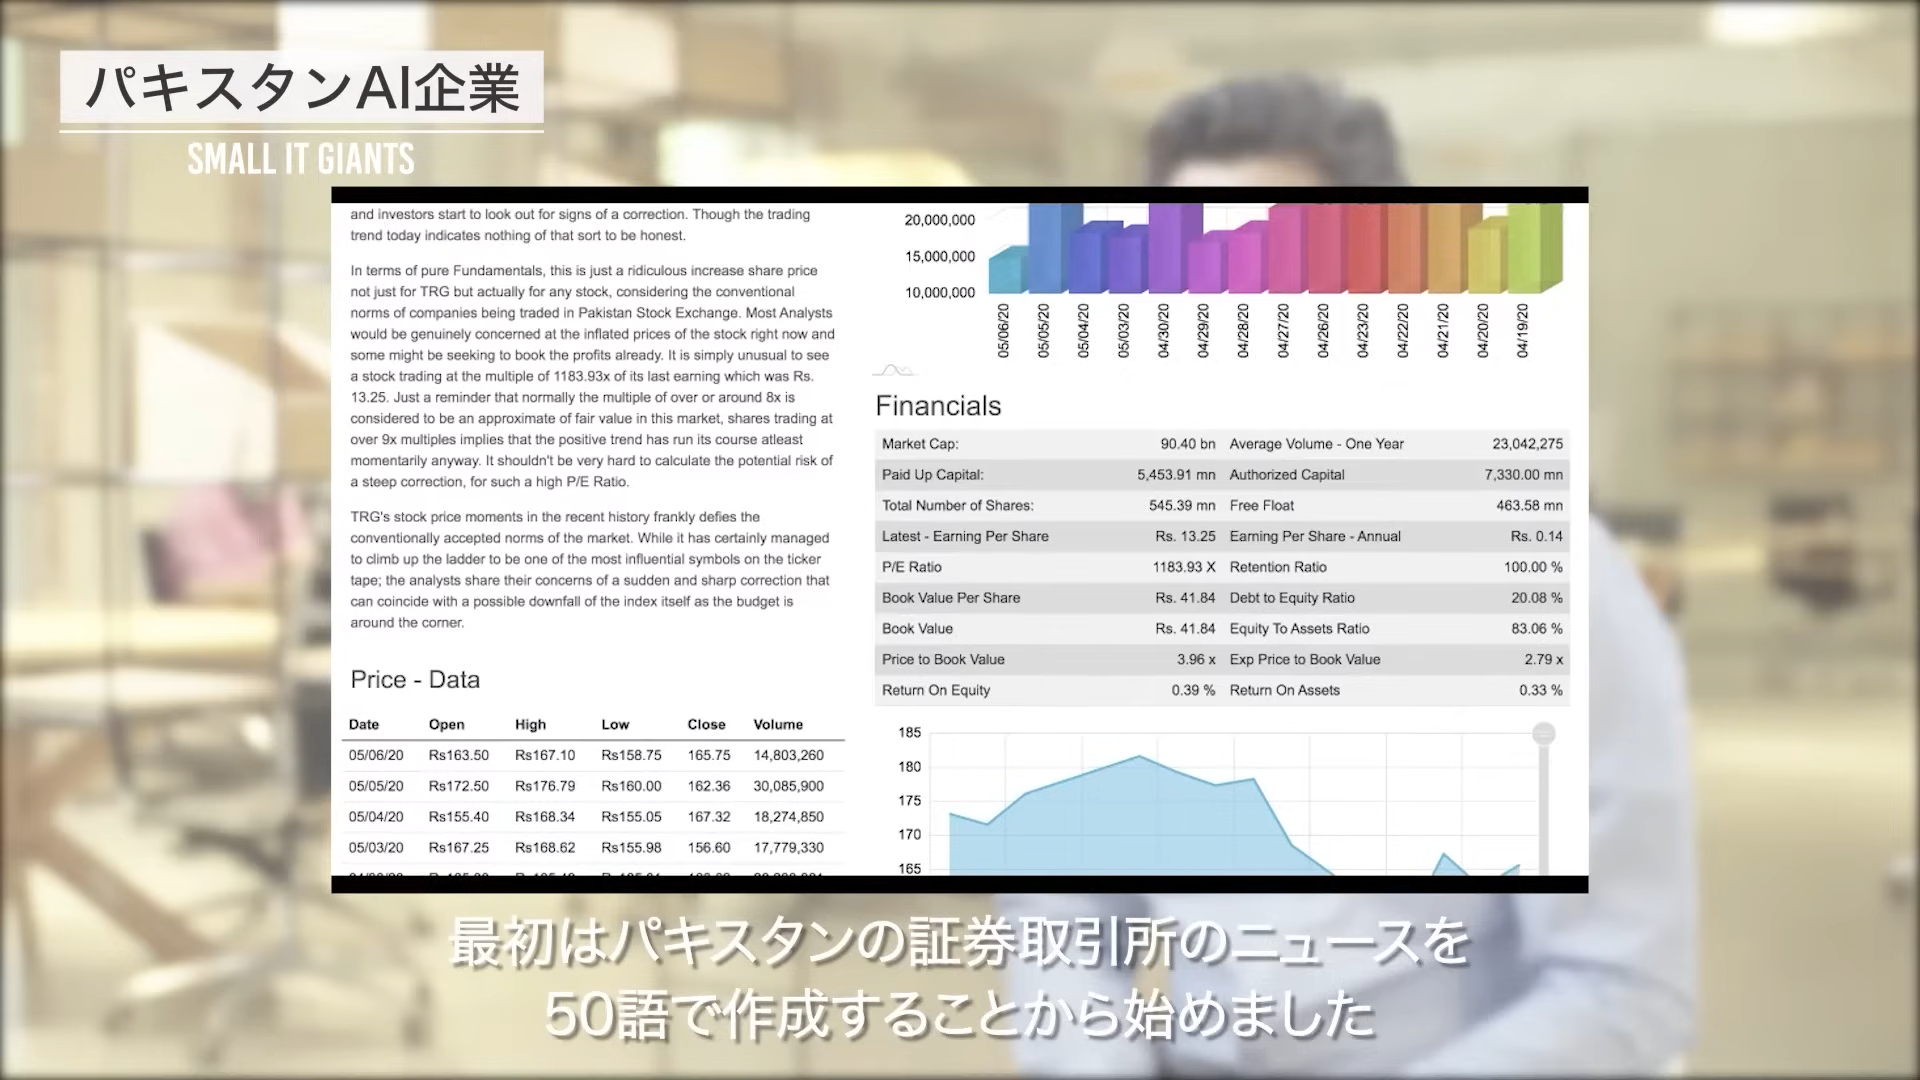 パキスタンAI企業
SMALL IT GIANTS
and investors start to look out for signs of a correction. Though the trading
trend today indicates nothing of that sort to be honest.
In terms of pure Fundamentals, this is just a ridiculous increase share price
not just for TRG but actually for any stock, considering the conventional
norms of companies being traded in Pakistan Stock Exchange. Most Analysts
would be genuinely concerned at the inflated prices of the stock right now and
some might be seeking to book the profits already. It is simply unusual to see
a stock trading at the multiple of 1183.93x of its last earning which was Rs.
13.25. Just a reminder that normally the multiple of over or around 8x is
considered to be an approximate of fair value in this market, shares trading at
over 9x multiples implies that the positive trend has run its course atleast
momentarily anyway. It shouldn't be very hard to calculate the potential risk of
a steep correction, for such a high P/E Ratio.
TRG's stock price moments in the recent history frankly defies the
conventionally accepted norms of the market. While it has certainly managed
to climb up the ladder to be one of the most influential symbols on the ticker
tape; the analysts share their concerns of a sudden and sharp correction that
can coincide with a possible downfall of the index itself as the budget is
around the corner.
Price - Data
Date Open High Low Close Volume
05/06/20 Rs163.50 Rs167.10 Rs158.75 165.75 14,803,260
05/05/20 Rs172.50 Rs176.79 Rs160.00 162.36 30,085,900
05/04/20 Rs155.40 Rs168.34 Rs155.05 167.32 18,274,850
05/03/20 Rs167.25 Rs168.62 Rs155.98 156.60 17,779,330
20,000,000
15,000,000
10,000,000
05/06/20 05/05/20 05/04/20 05/03/20 04/30/20 04/29/20 04/28/20 04/27/20 04/26/20 04/23/20 04/22/20 04/21/20 04/20/20 04/19/20
Financials
Market Cap: 90.40 bn Average Volume - One Year 23,042,275
Paid Up Capital: 5,453.91 mn Authorized Capital 7,330.00 mn
Total Number of Shares: 545.39 mn Free Float 463.58 mn
Latest - Earning Per Share Rs. 13.25 Earning Per Share - Annual Rs. 0.14
P/E Ratio 1183.93 X Retention Ratio 100.00 %
Book Value Per Share Rs. 41.84 Debt to Equity Ratio 20.08 %
Book Value Rs. 41.84 Equity To Assets Ratio 83.06 %
Price to Book Value 3.96 x Exp Price to Book Value 2.79 x
Return On Equity 0.39 % Return On Assets 0.33 %
185
180
175
170
165
最初はパキスタンの証券取引所のニュースを
50語で作成することから始めました